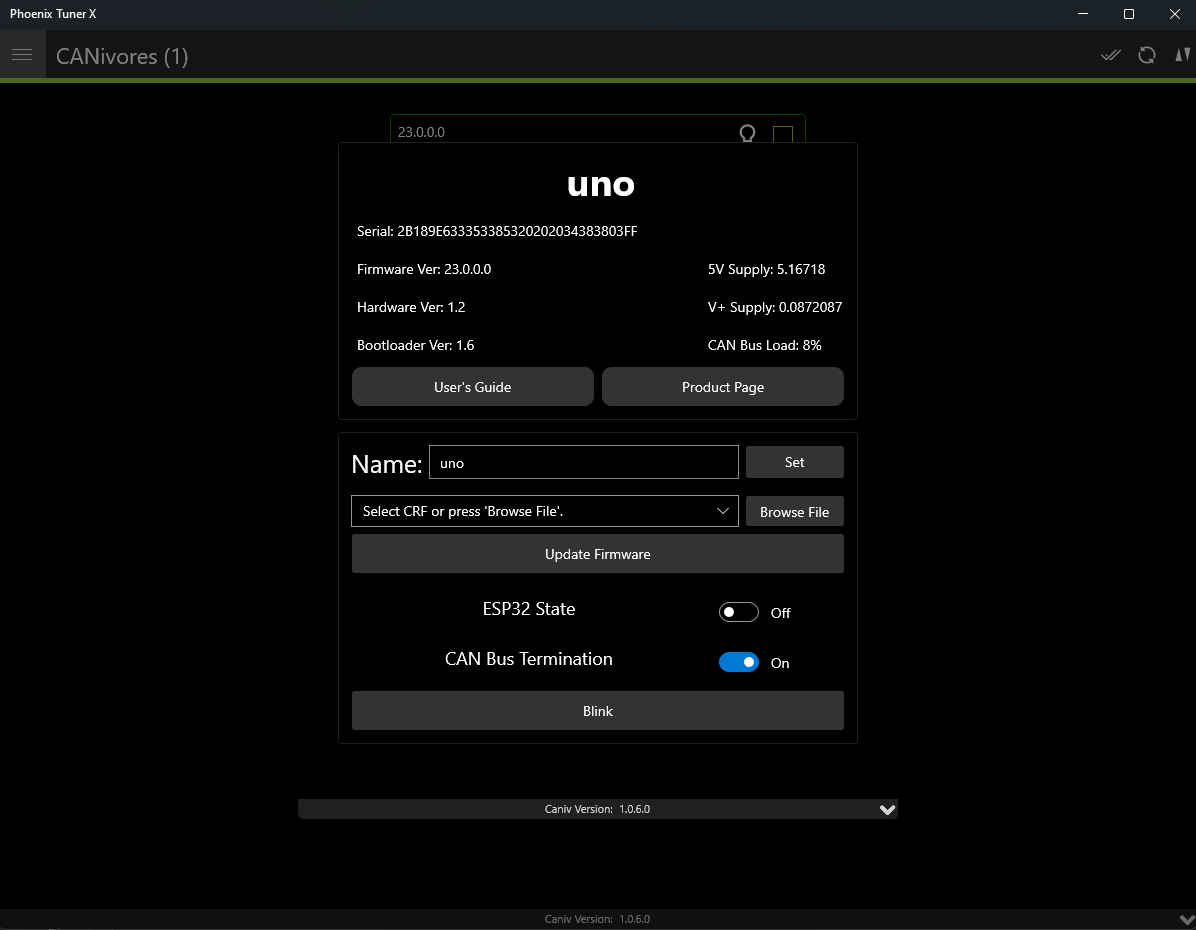 Phoenix Tuner X
CANivores (1)
23.0.0.0
uno
Serial: 2B189E633353385320202034383803FF
Firmware Ver: 23.0.0.0
5V Supply: 5.16718
Hardware Ver: 1.2
V+ Supply: 0.0872087
Bootloader Ver: 1.6
CAN Bus Load: 8%
User's Guide
Product Page
Name: uno
Set
Select CRF or press 'Browse File'.
Browse File
Update Firmware
ESP32 State
Off
CAN Bus Termination
On
Blink
Caniv Version: 1.0.6.0
Caniv Version: 1.0.6.0